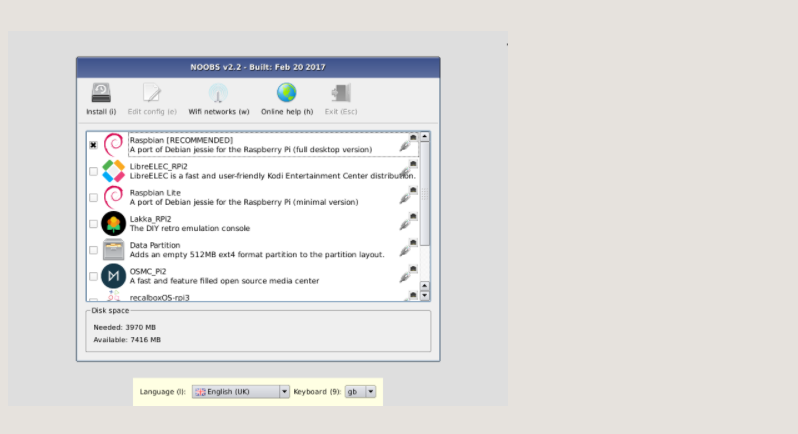 NOOBS v2.2 - Built: Feb 20 2017
Install (i) Edit config (e) Wifi networks (w) Online help (h) Exit (Esc)
Raspbian [RECOMMENDED]
A port of Debian jessie for the Raspberry Pi (full desktop version)
LibreELEC_RPi2
LibreELEC is a fast and user-friendly Kodi Entertainment Center distribution.
Raspbian Lite
A port of Debian jessie for the Raspberry Pi (minimal version)
Lakka_RPi2
The DIY retro emulation console
Data Partition
Adds an empty 512MB ext4 format partition to the partition layout.
OSMC_Pi2
A fast and feature filled open source media center
recalboxOS-rpi3
Disk space
Needed: 3970 MB
Available: 7416 MB
Language (l): English (UK) Keyboard (9): gb